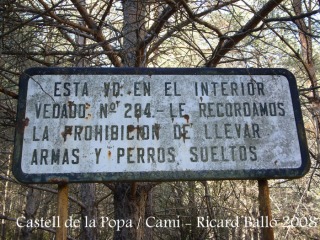 ESTA VD. EN EL INTERIOR
VEDADO Nº 284.- LE RECORDAMOS
LA PROHIBICION DE LLEVAR
ARMAS Y PERROS SUELTOS
Castell de la Popa / Cami - Ricard Ballo 2008